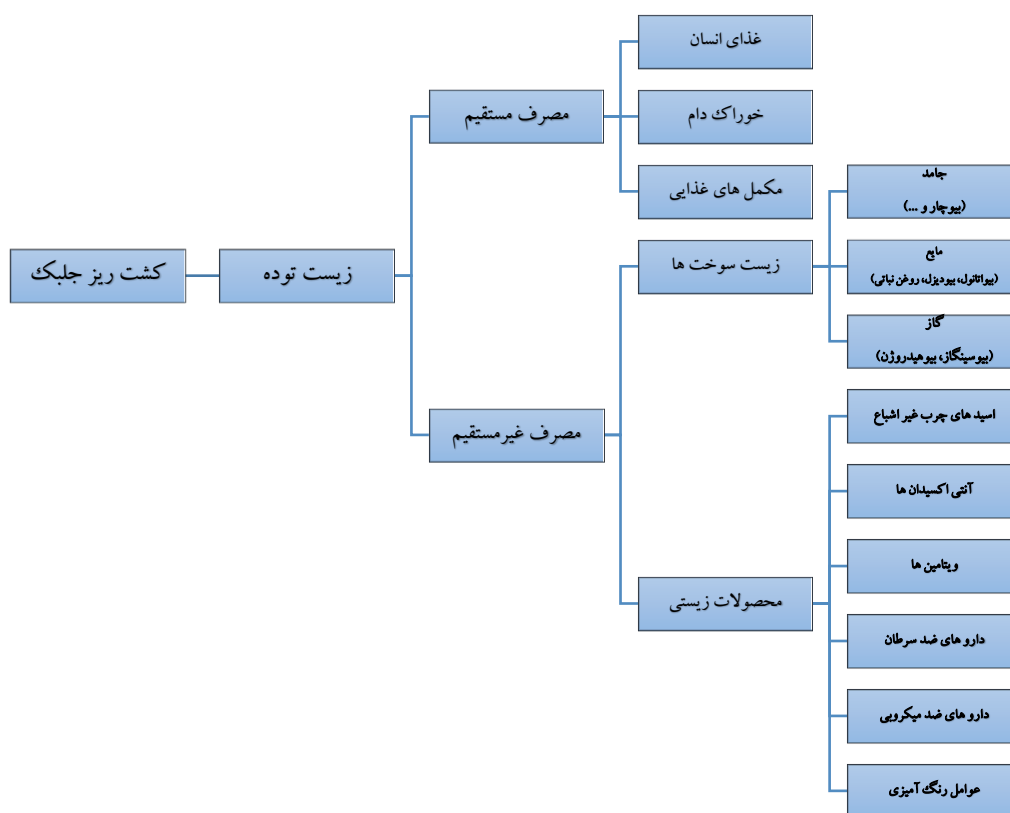 کشت ریز جلبک
زیست توده
مصرف مستقیم
غذای انسان
خوراک دام
مکمل های غذایی
مصرف غیرمستقیم
زیست سوخت ها
جامد
(بیوچار و ...)
مایع
(بیواتانول، بیودیزل، روغن نباتی)
گاز
(بیوسینگاز، بیوهیدروژن)
محصولات زیستی
اسید های چرب غیر اشباع
آنتی اکسیدان ها
ویتامین ها
دارو های ضد سرطان
دارو های ضد میکروبی
عوامل رنگ آمیزی